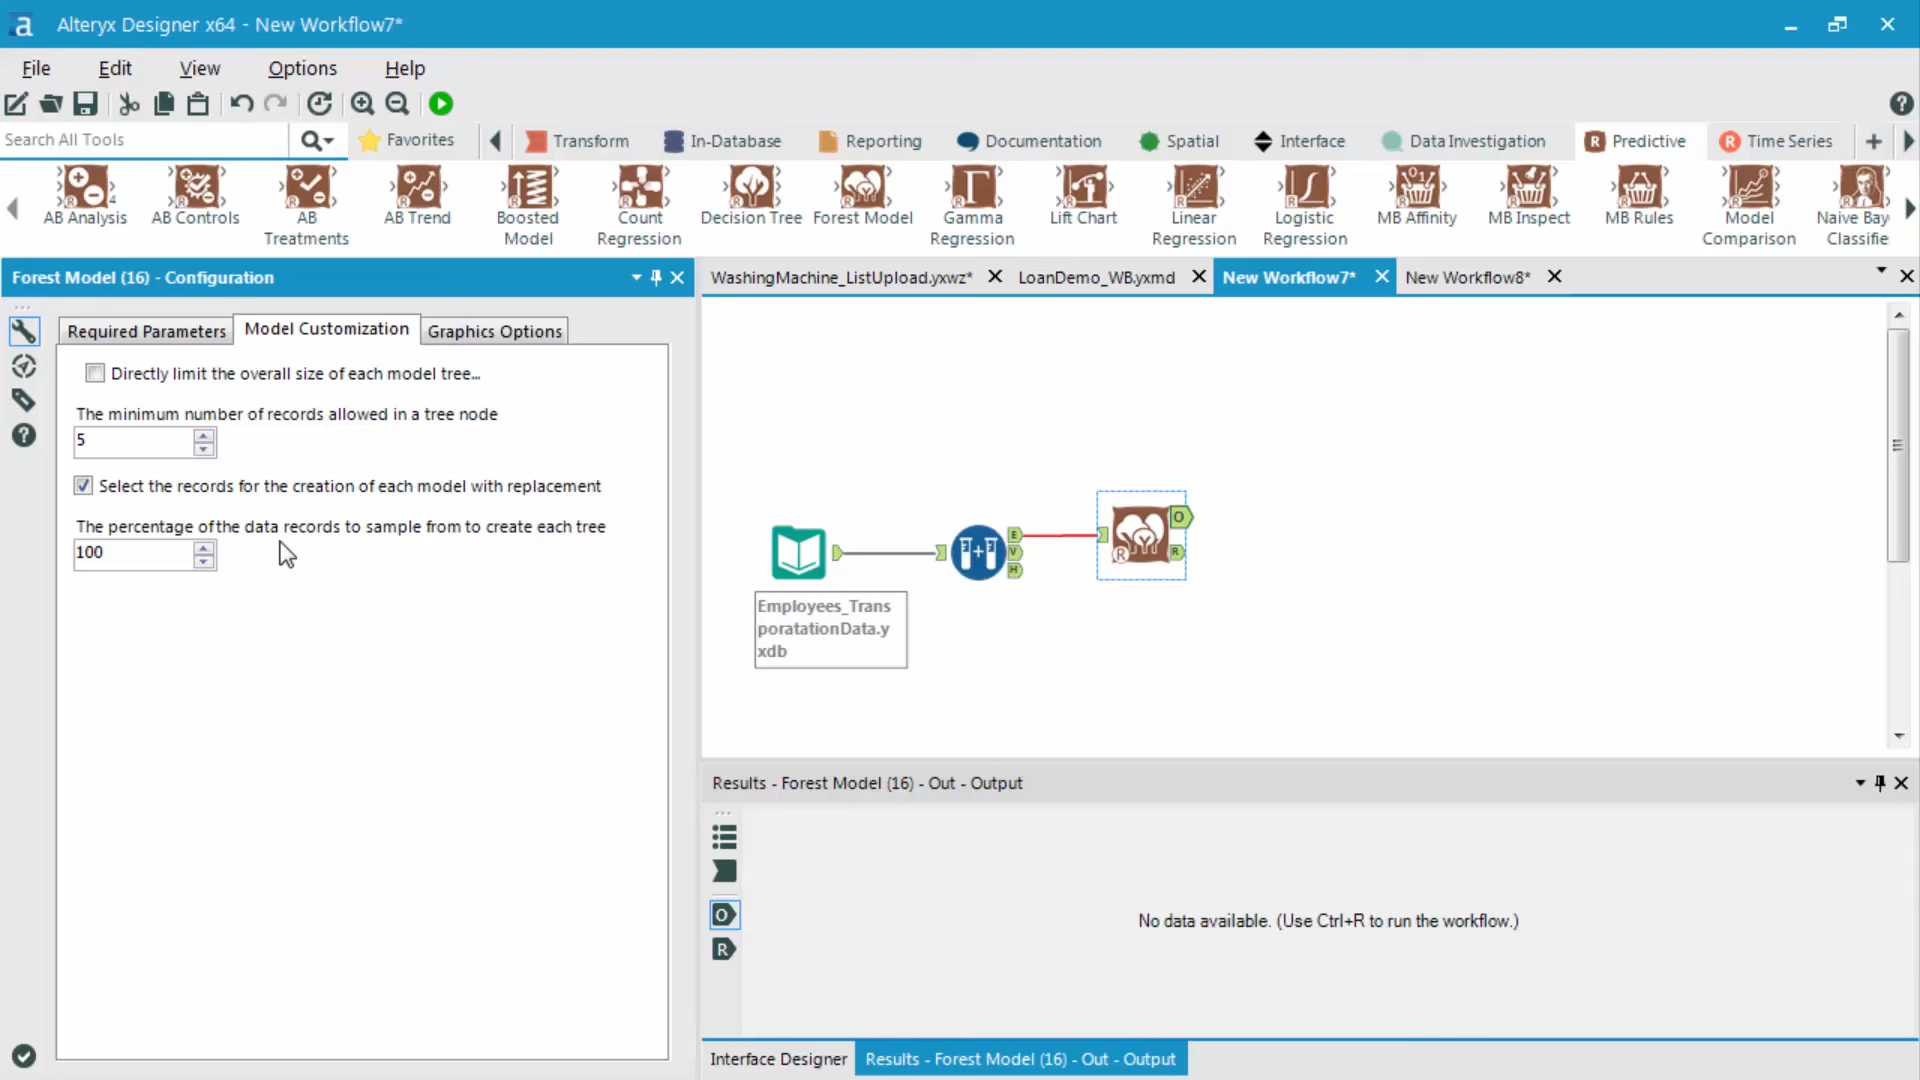 a Alteryx Designer x64 - New Workflow7*
File Edit View Options Help
Search All Tools Favorites Transform In-Database Reporting Documentation Spatial Interface Data Investigation R Predictive R Time Series
AB Analysis AB Controls AB Treatments AB Trend Boosted Model Count Regression Decision Tree Forest Model Gamma Regression Lift Chart Linear Regression Logistic Regression MB Affinity MB Inspect MB Rules Model Comparison Naive Bay Classifie
Forest Model (16) - Configuration
WashingMachine_ListUpload.yxwz* LoanDemo_WB.yxmd New Workflow7* New Workflow8*
Required Parameters Model Customization Graphics Options
Directly limit the overall size of each model tree...
The minimum number of records allowed in a tree node
5
Select the records for the creation of each model with replacement
The percentage of the data records to sample from to create each tree
100
E
V
H
O
R
R
Employees_Trans
poratationData.y
xdb
Results - Forest Model (16) - Out - Output
O
R
No data available. (Use Ctrl+R to run the workflow.)
Interface Designer Results - Forest Model (16) - Out - Output